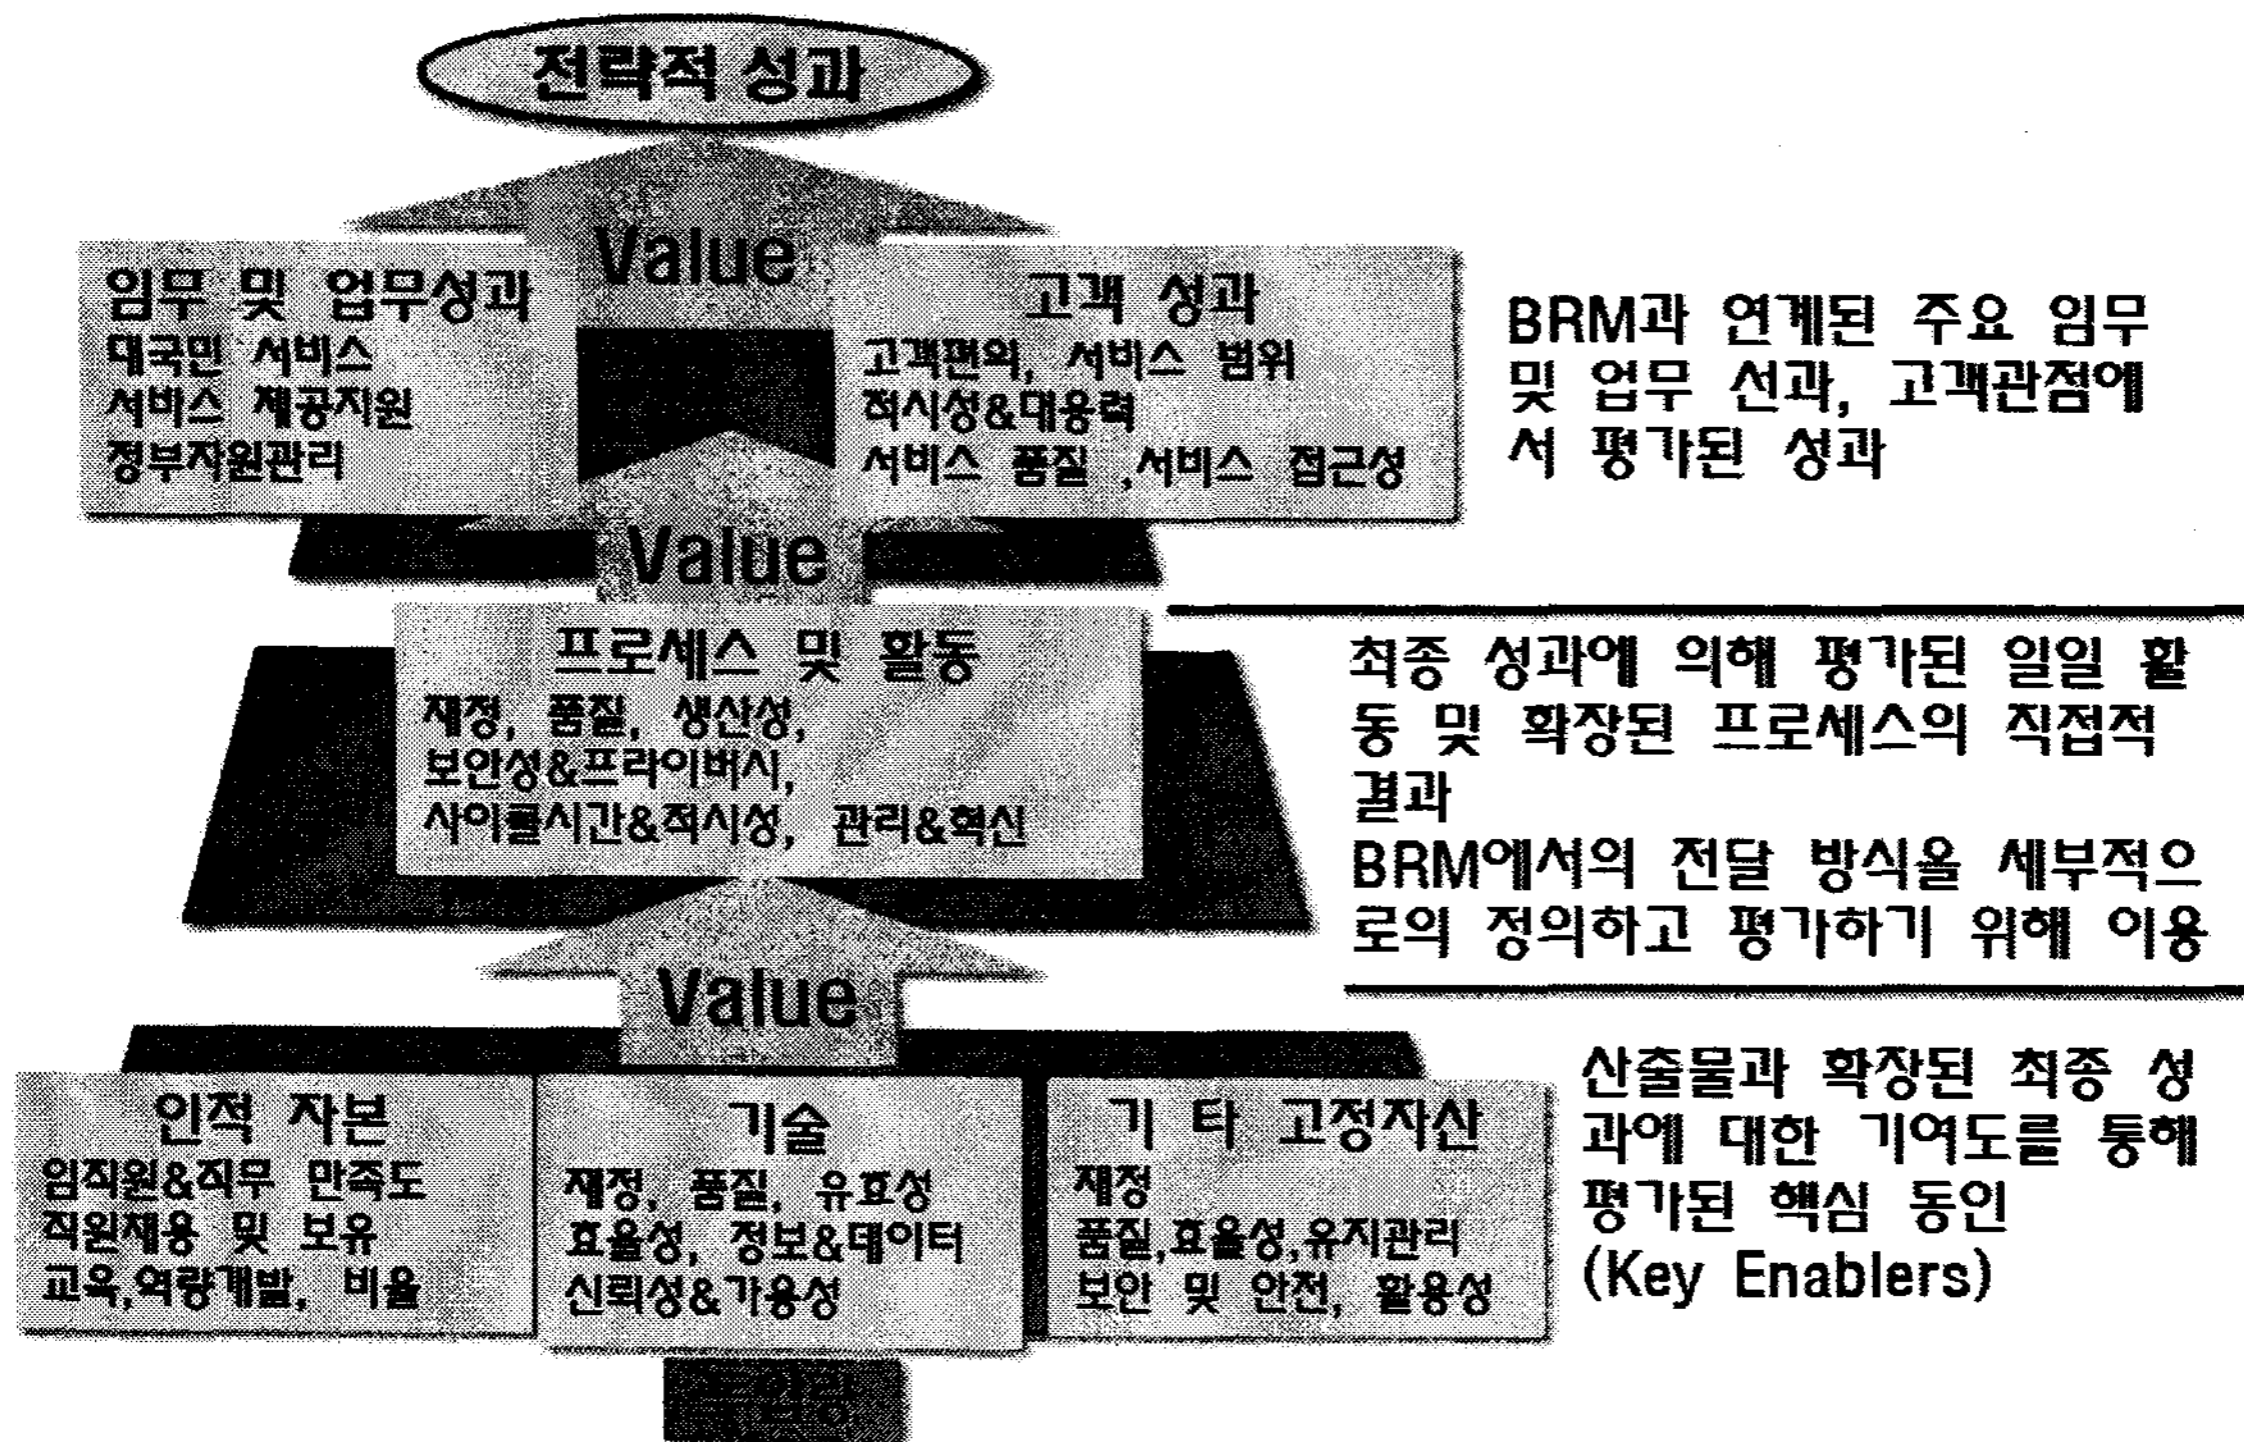 전략적 성과
Value
임무 및 업무성과
대국민 서비스
서비스 제공지원
정부자원관리
고객 성과
고객편의, 서비스 범위
적시성&대응력
서비스 품질 ,서비스 접근성
BRM과 연계된 주요 임무
및 업무 선과, 고객관점에
서 평가된 성과
Value
프로세스 및 활동
재정, 품질, 생산성,
보안성&프라이버시,
사이클시간&적시성, 관리&혁신
최종 성과에 의해 평가된 일일 활
동 및 확장된 프로세스의 직접적
결과
BRM에서의 전달 방식을 세부적으
로의 정의하고 평가하기 위해 이용
Value
인적 자본
임직원&직무 만족도
직원채용 및 보유
교육,역량개발, 비율
기술
재정, 품질, 유효성
효율성, 정보&데이터
신뢰성&가용성
기 타 고정자산
재정
품질,효율성,유지관리
보안 및 안전, 활용성
산출물과 확장된 최종 성
과에 대한 기여도를 통해
평가된 핵심 동인
(Key Enablers)
투입량